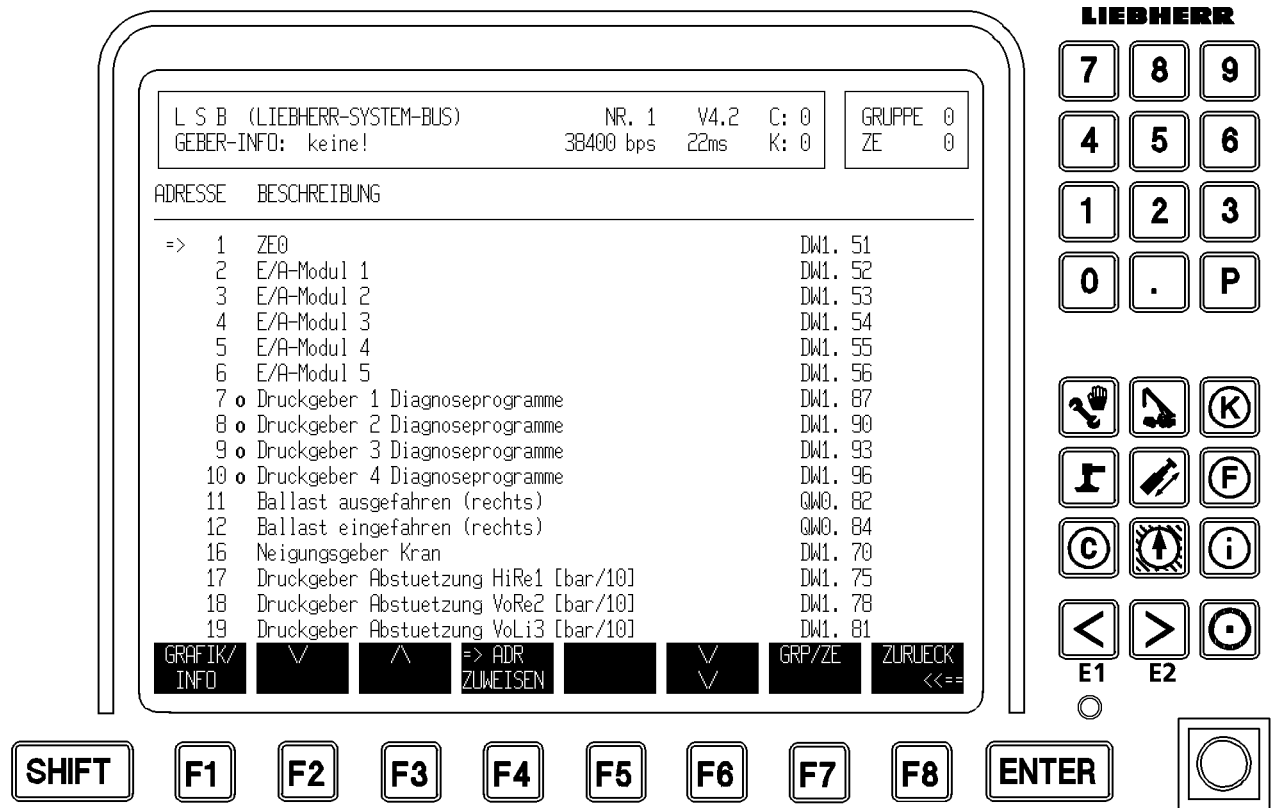 LIEBHERR
L S B (LIEBHERR-SYSTEM-BUS) NR. 1 V4.2 C: 0
GEBER-INFO: keine! 38400 bps 22ms K: 0
GRUPPE 0
ZE 0
ADRESSE BESCHREIBUNG
=> 1 ZE0 DW1. 51
2 E/A-Modul 1 DW1. 52
3 E/A-Modul 2 DW1. 53
4 E/A-Modul 3 DW1. 54
5 E/A-Modul 4 DW1. 55
6 E/A-Modul 5 DW1. 56
7 o Druckgeber 1 Diagnoseprogramme DW1. 87
8 o Druckgeber 2 Diagnoseprogramme DW1. 90
9 o Druckgeber 3 Diagnoseprogramme DW1. 93
10 o Druckgeber 4 Diagnoseprogramme DW1. 96
11 Ballast ausgefahren (rechts) QW0. 82
12 Ballast eingefahren (rechts) QW0. 84
16 Neigungsgeber Kran DW1. 70
17 Druckgeber Abstuetzung HiRe1 [bar/10] DW1. 75
18 Druckgeber Abstuetzung VoRe2 [bar/10] DW1. 78
19 Druckgeber Abstuetzung VoLi3 [bar/10] DW1. 81
GRAFIK/ \/ /\ => ADR \/ GRP/ZE ZURUECK
INFO ZUWEISEN \/ <<==
7 8 9
4 5 6
1 2 3
0 . P
K
F
C i
< >
E1 E2
SHIFT F1 F2 F3 F4 F5 F6 F7 F8 ENTER